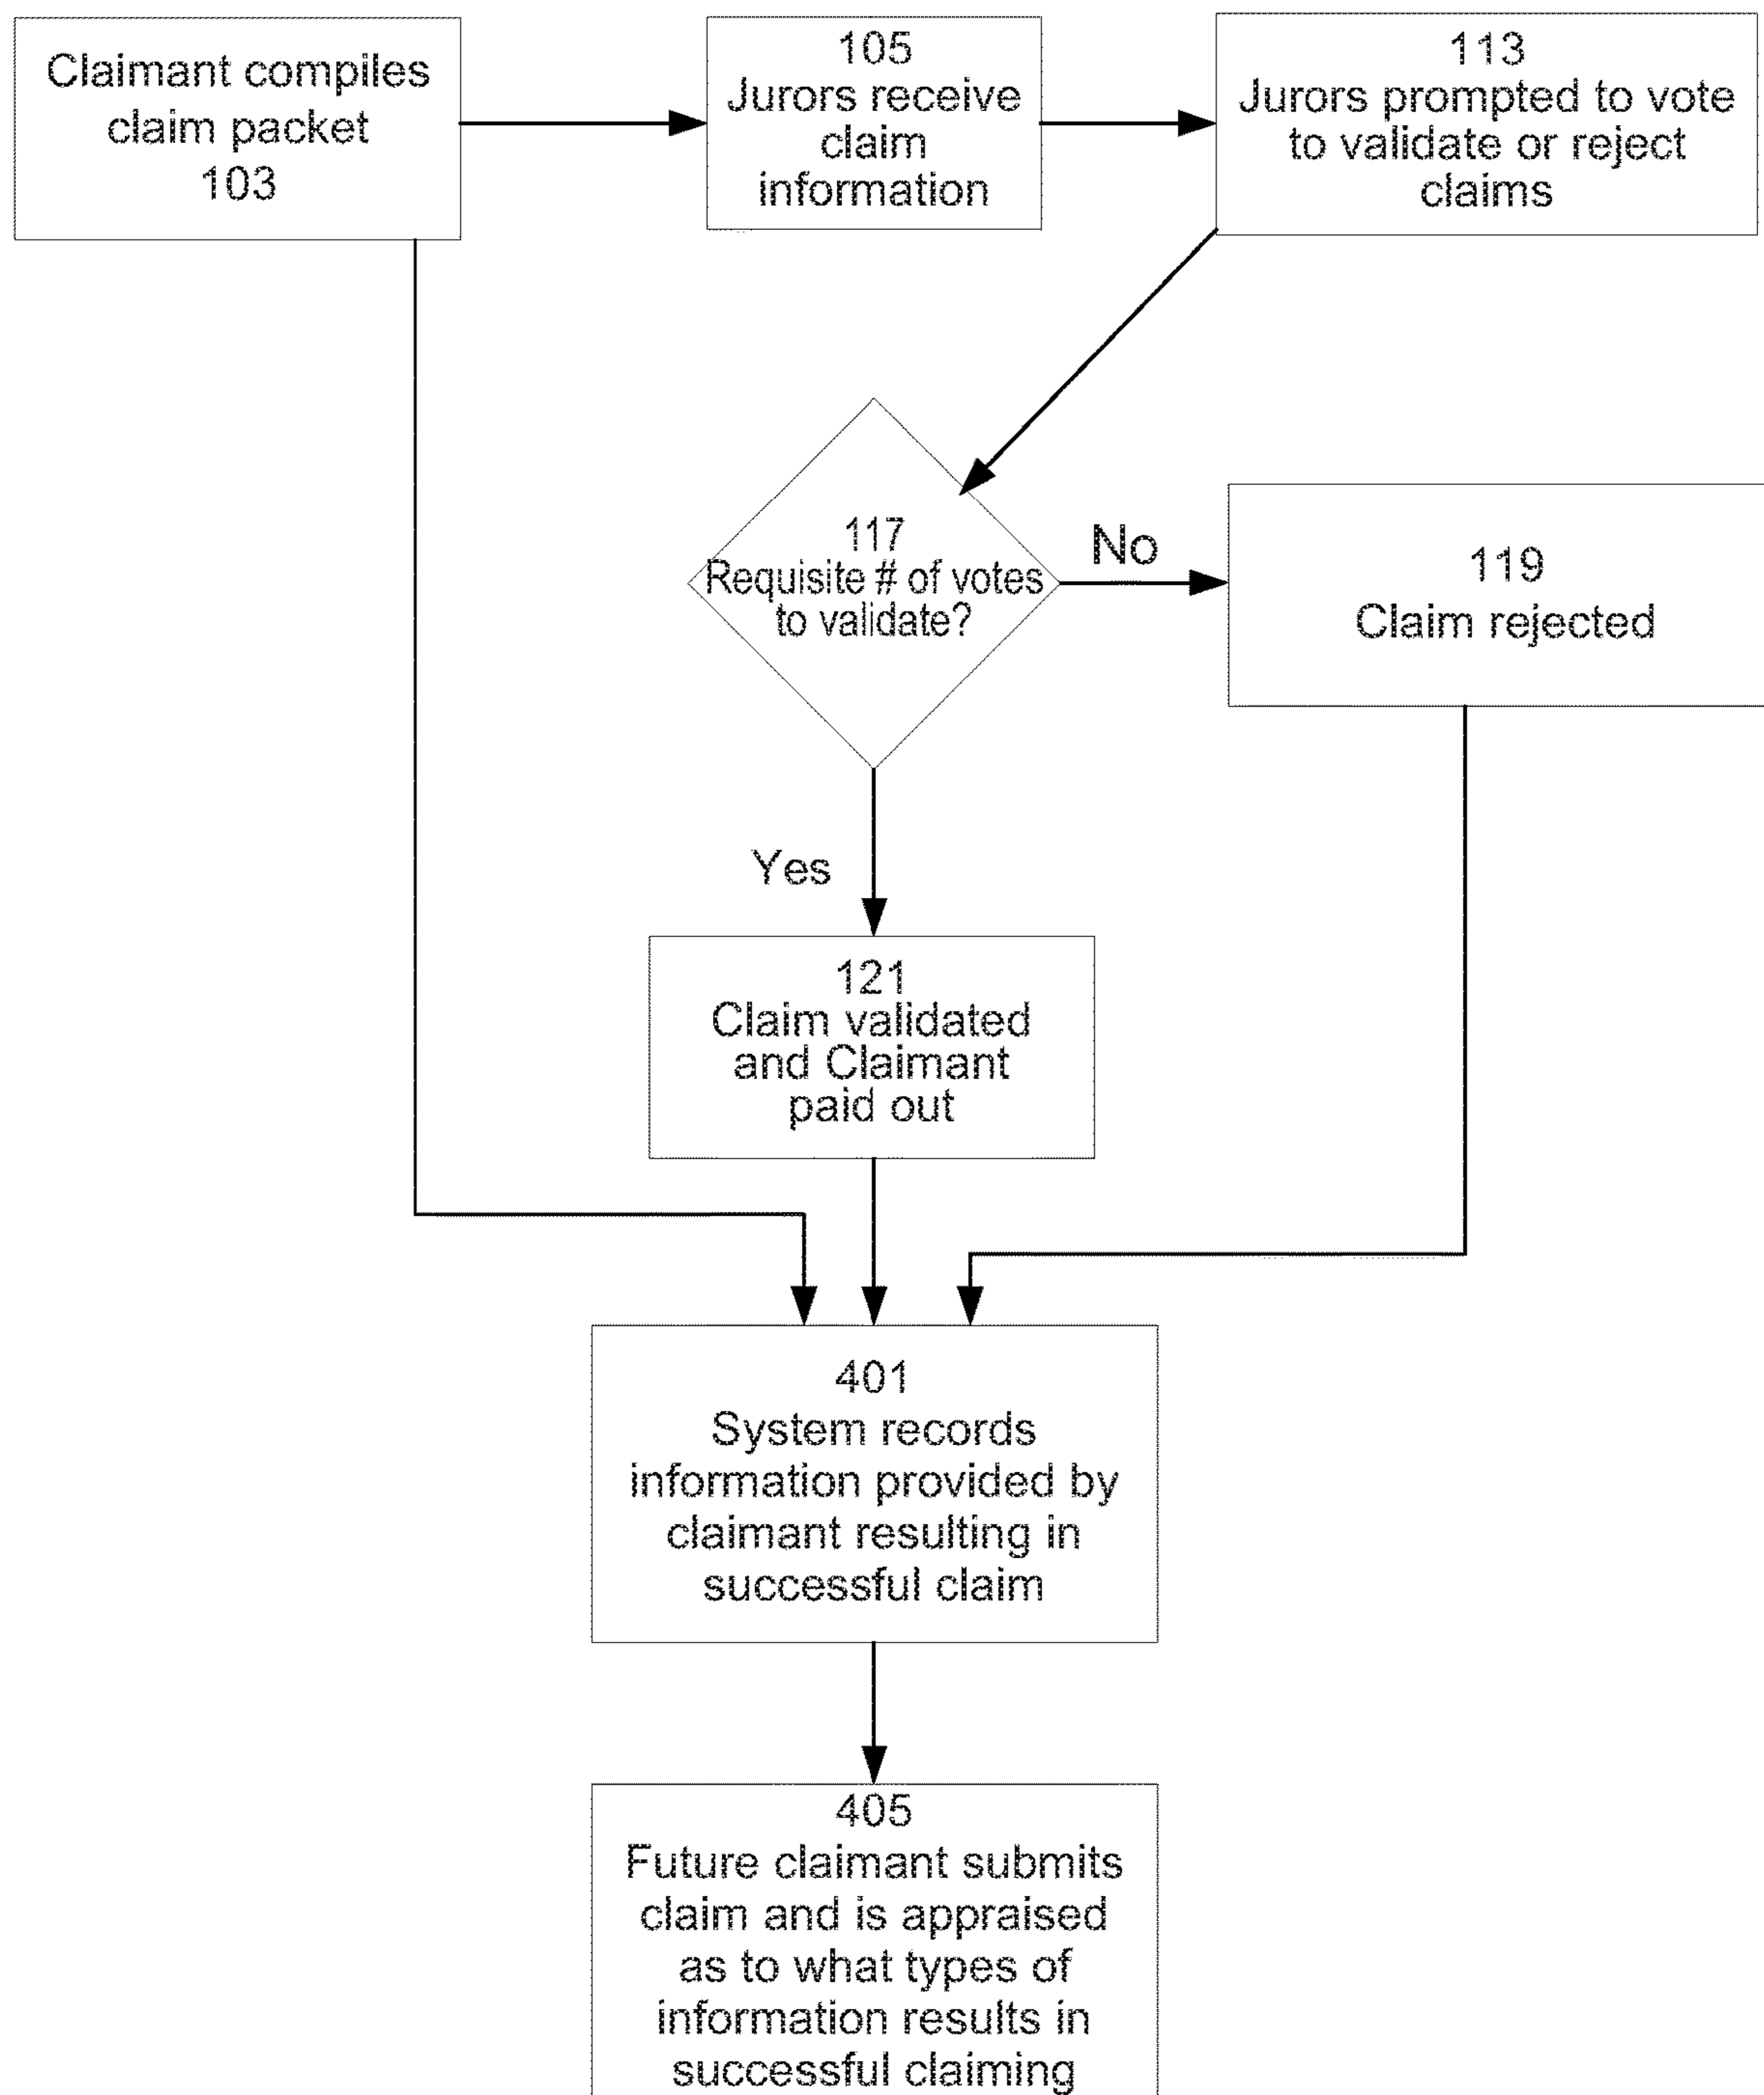 Claimant compiles
claim packet
103
105
Jurors receive
claim
information
113
Jurors prompted to vote
to validate or reject
claims
117
Requisite # of votes
to validate?
No
119
Claim rejected
Yes
121
Claim validated
and Claimant
paid out
401
System records
information provided by
claimant resulting in
successful claim
405
Future claimant submits
claim and is appraised
as to what types of
information results in
successful claiming